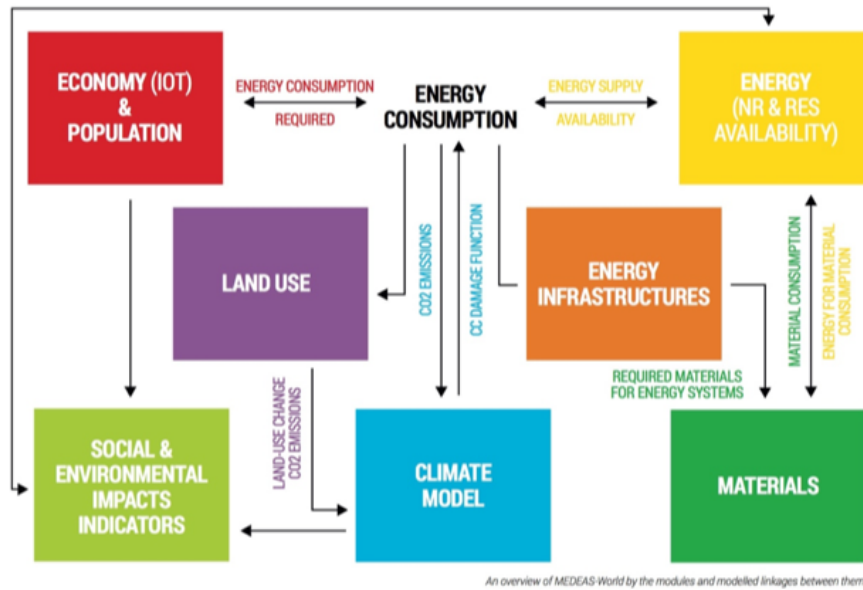 ECONOMY (IOT)
&
POPULATION
ENERGY CONSUMPTION
REQUIRED
ENERGY
CONSUMPTION
ENERGY SUPPLY
AVAILABILITY
ENERGY
(NR & RES
AVAILABILITY)
LAND USE
CO2 EMISSIONS
CC DAMAGE FUNCTION
ENERGY
INFRASTRUCTURES
MATERIAL CONSUMPTION
ENERGY FOR MATERIAL
CONSUMPTION
REQUIRED MATERIALS
FOR ENERGY SYSTEMS
LAND-USE CHANGE
CO2 EMISSIONS
SOCIAL &
ENVIRONMENTAL
IMPACTS
INDICATORS
CLIMATE
MODEL
MATERIALS
An overview of MEDEAS-World by the modules and modelled linkages between them